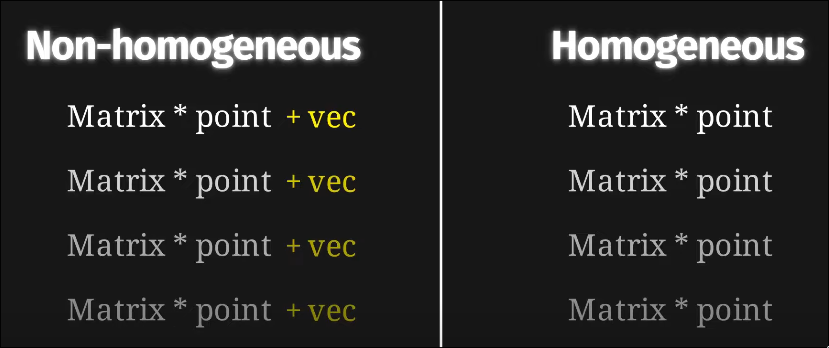 Non-homogeneous
Matrix * point + vec
Matrix * point + vec
Matrix * point + vec
Matrix * point + vec
Homogeneous
Matrix * point
Matrix * point
Matrix * point
Matrix * point